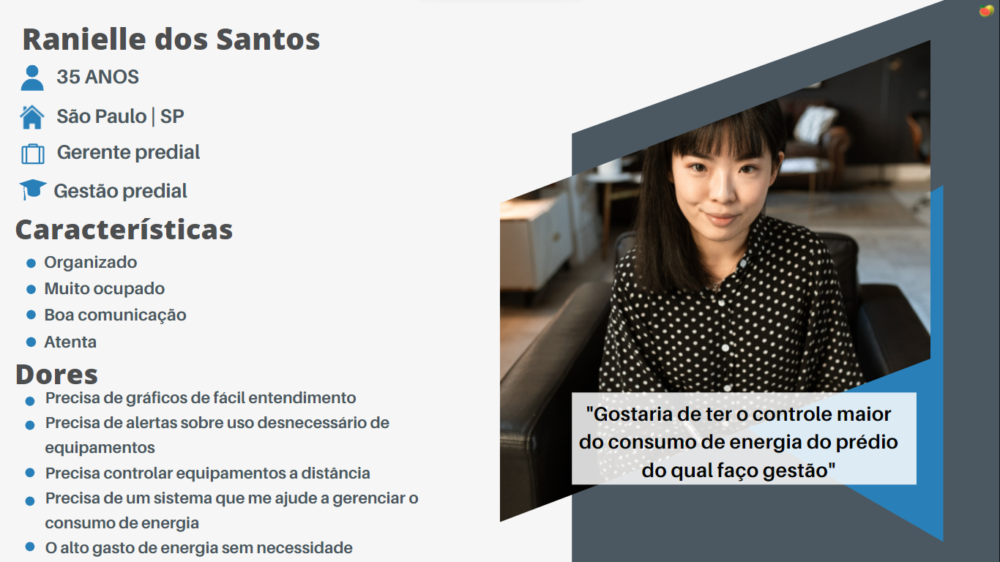 Ranielle dos Santos
35 ANOS
São Paulo | SP
Gerente predial
Gestão predial
Características
Organizado
Muito ocupado
Boa comunicação
Atenta
Dores
Precisa de gráficos de fácil entendimento
Precisa de alertas sobre uso desnecessário de
equipamentos
Precisa controlar equipamentos a distância
Precisa de um sistema que me ajude a gerenciar o
consumo de energia
O alto gasto de energia sem necessidade
"Gostaria de ter o controle maior
do consumo de energia do prédio
do qual faço gestão"